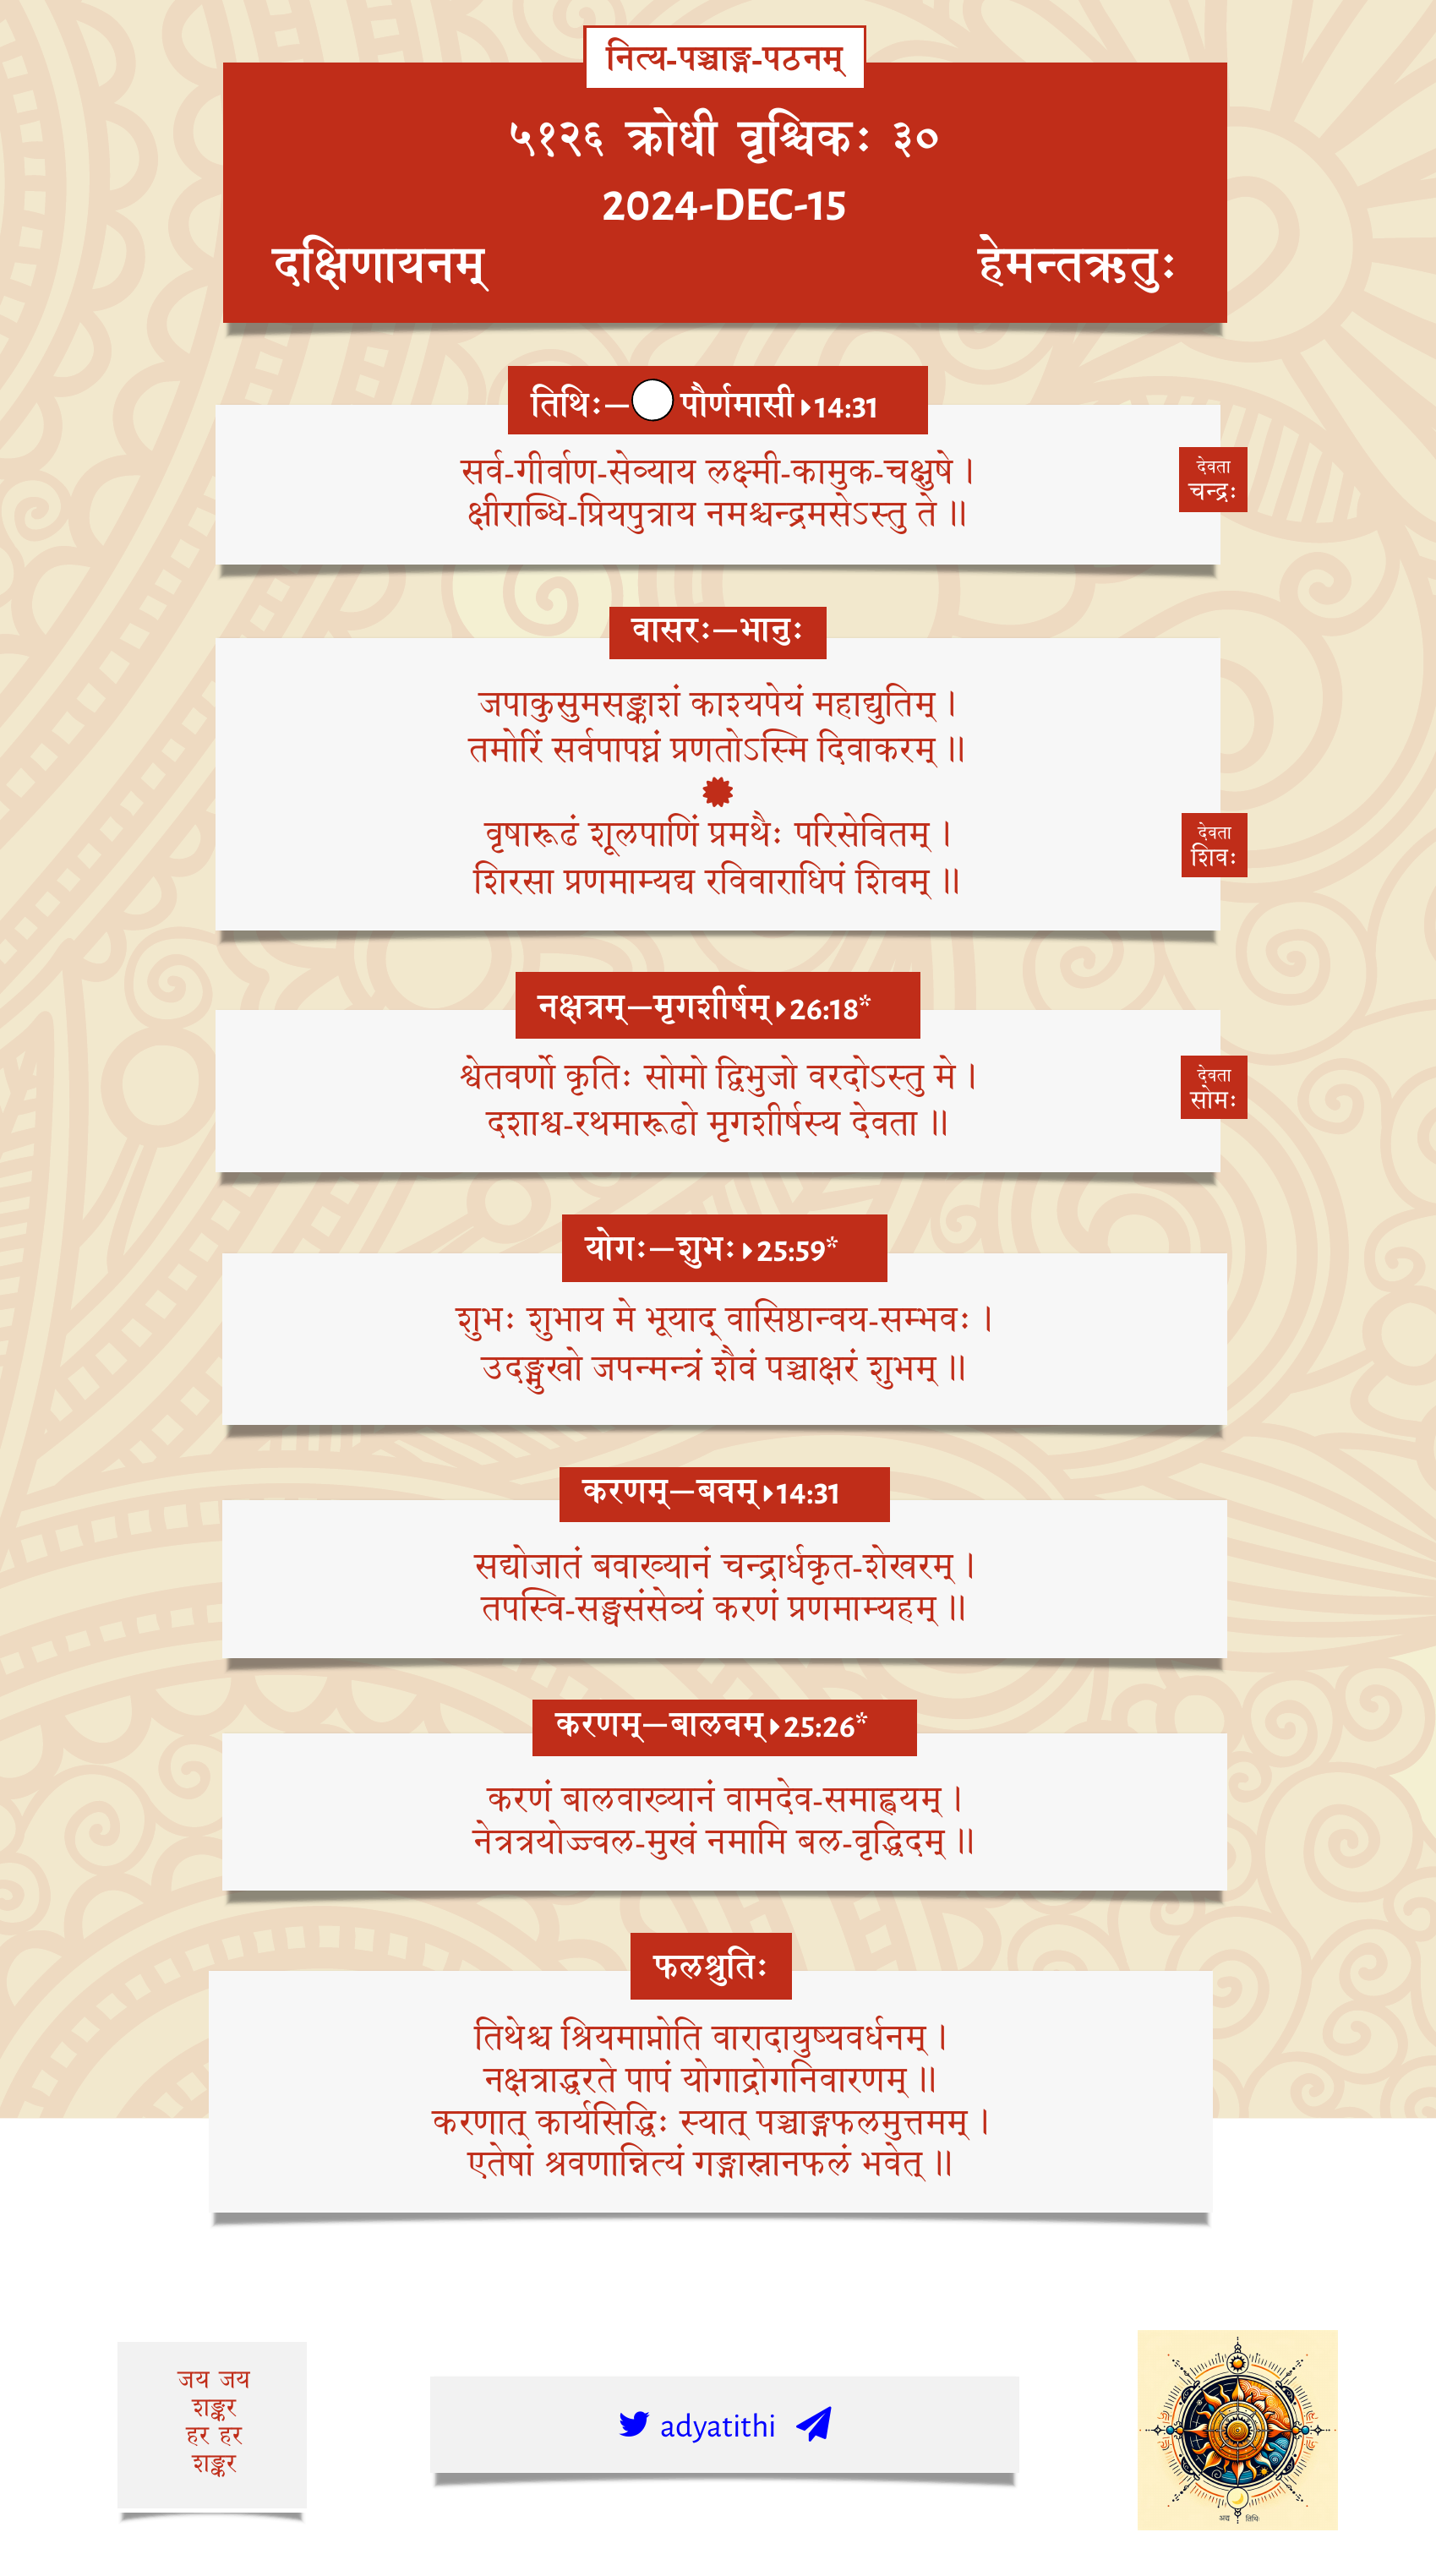 नित्य-पञ्चाङ्ग-पठनम्
५१२६ क्रोधी वृश्चिकः ३०
2024-DEC-15
दक्षिणायनम् हेमन्तऋतुः
तिथिः—पौर्णमासी 14:31
सर्व-गीर्वाण-सेव्याय लक्ष्मी-कामुक-चक्षुषे ।
क्षीराब्धि-प्रियपुत्राय नमश्चन्द्रमसेऽस्तु ते ॥
देवता
चन्द्रः
वासरः—भानुः
जपाकुसुमसङ्काशं काश्यपेयं महाद्युतिम् ।
तमोरिं सर्वपापघ्नं प्रणतोऽस्मि दिवाकरम् ॥
वृषारूढं शूलपाणिं प्रमथैः परिसेवितम् ।
शिरसा प्रणमाम्यद्य रविवाराधिपं शिवम् ॥
देवता
शिवः
नक्षत्रम्—मृगशीर्षम् 26:18*
श्वेतवर्णो कृतिः सोमो द्विभुजो वरदोऽस्तु मे ।
दशाश्व-रथमारूढो मृगशीर्षस्य देवता ॥
देवता
सोमः
योगः—शुभः 25:59*
शुभः शुभाय मे भूयाद् वासिष्ठान्वय-सम्भवः ।
उदङ्मुखो जपन्मन्त्रं शैवं पञ्चाक्षरं शुभम् ॥
करणम्—बवम् 14:31
सद्योजातं बवाख्यानं चन्द्रार्धकृत-शेखरम् ।
तपस्वि-सङ्घसंसेव्यं करणं प्रणमाम्यहम् ॥
करणम्—बालवम् 25:26*
करणं बालवाख्यानं वामदेव-समाह्वयम् ।
नेत्रत्रयोज्ज्वल-मुखं नमामि बल-वृद्धिदम् ॥
फलश्रुतिः
तिथेश्च श्रियमाप्नोति वारादायुष्यवर्धनम् ।
नक्षत्राद्धरते पापं योगाद्रोगनिवारणम् ॥
करणात् कार्यसिद्धिः स्यात् पञ्चाङ्गफलमुत्तमम् ।
एतेषां श्रवणान्नित्यं गङ्गास्नानफलं भवेत् ॥
जय जय
शङ्कर
हर हर
शङ्कर
adyatithi
अद्य तिथिः